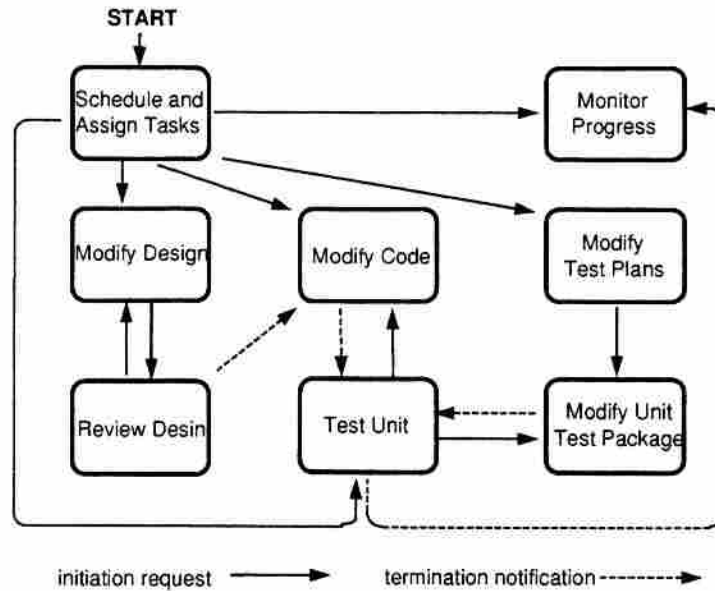 START
Schedule and
Assign Tasks
Monitor
Progress
Modify Design
Modify Code
Modify
Test Plans
Review Desin
Test Unit
Modify Unit
Test Package
initiation request
termination notification